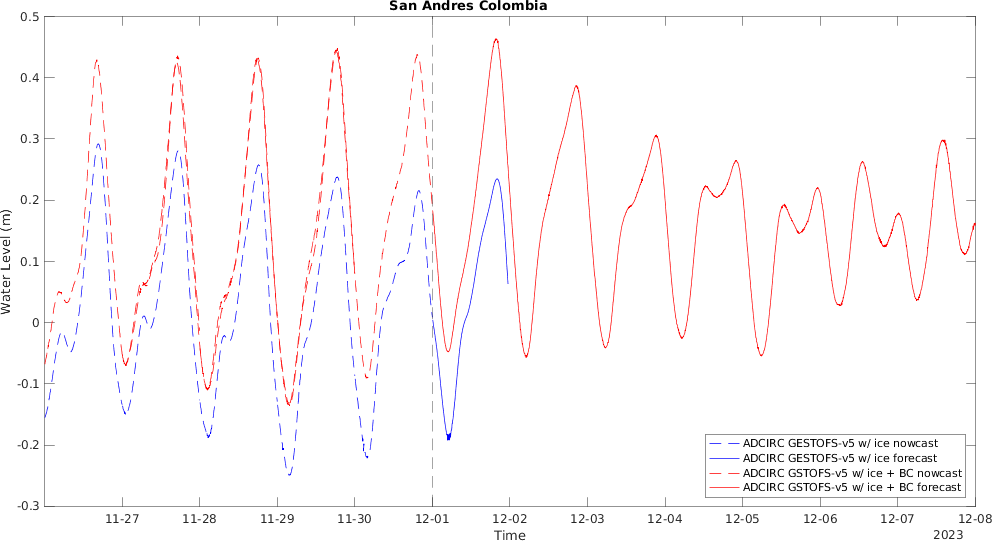 San Andres Colombia
0.5
0.4
0.3
0.2
0.1
0
-0.1
-0.2
-0.3
Water Level (m)
11-27 11-28 11-29 11-30 12-01 12-02 12-03 12-04 12-05 12-06 12-07 12-08
Time
2023
ADCIRC GESTOFS-v5 w/ ice nowcast
ADCIRC GESTOFS-v5 w/ ice forecast
ADCIRC GSTOFS-v5 w/ ice + BC nowcast
ADCIRC GSTOFS-v5 w/ ice + BC forecast